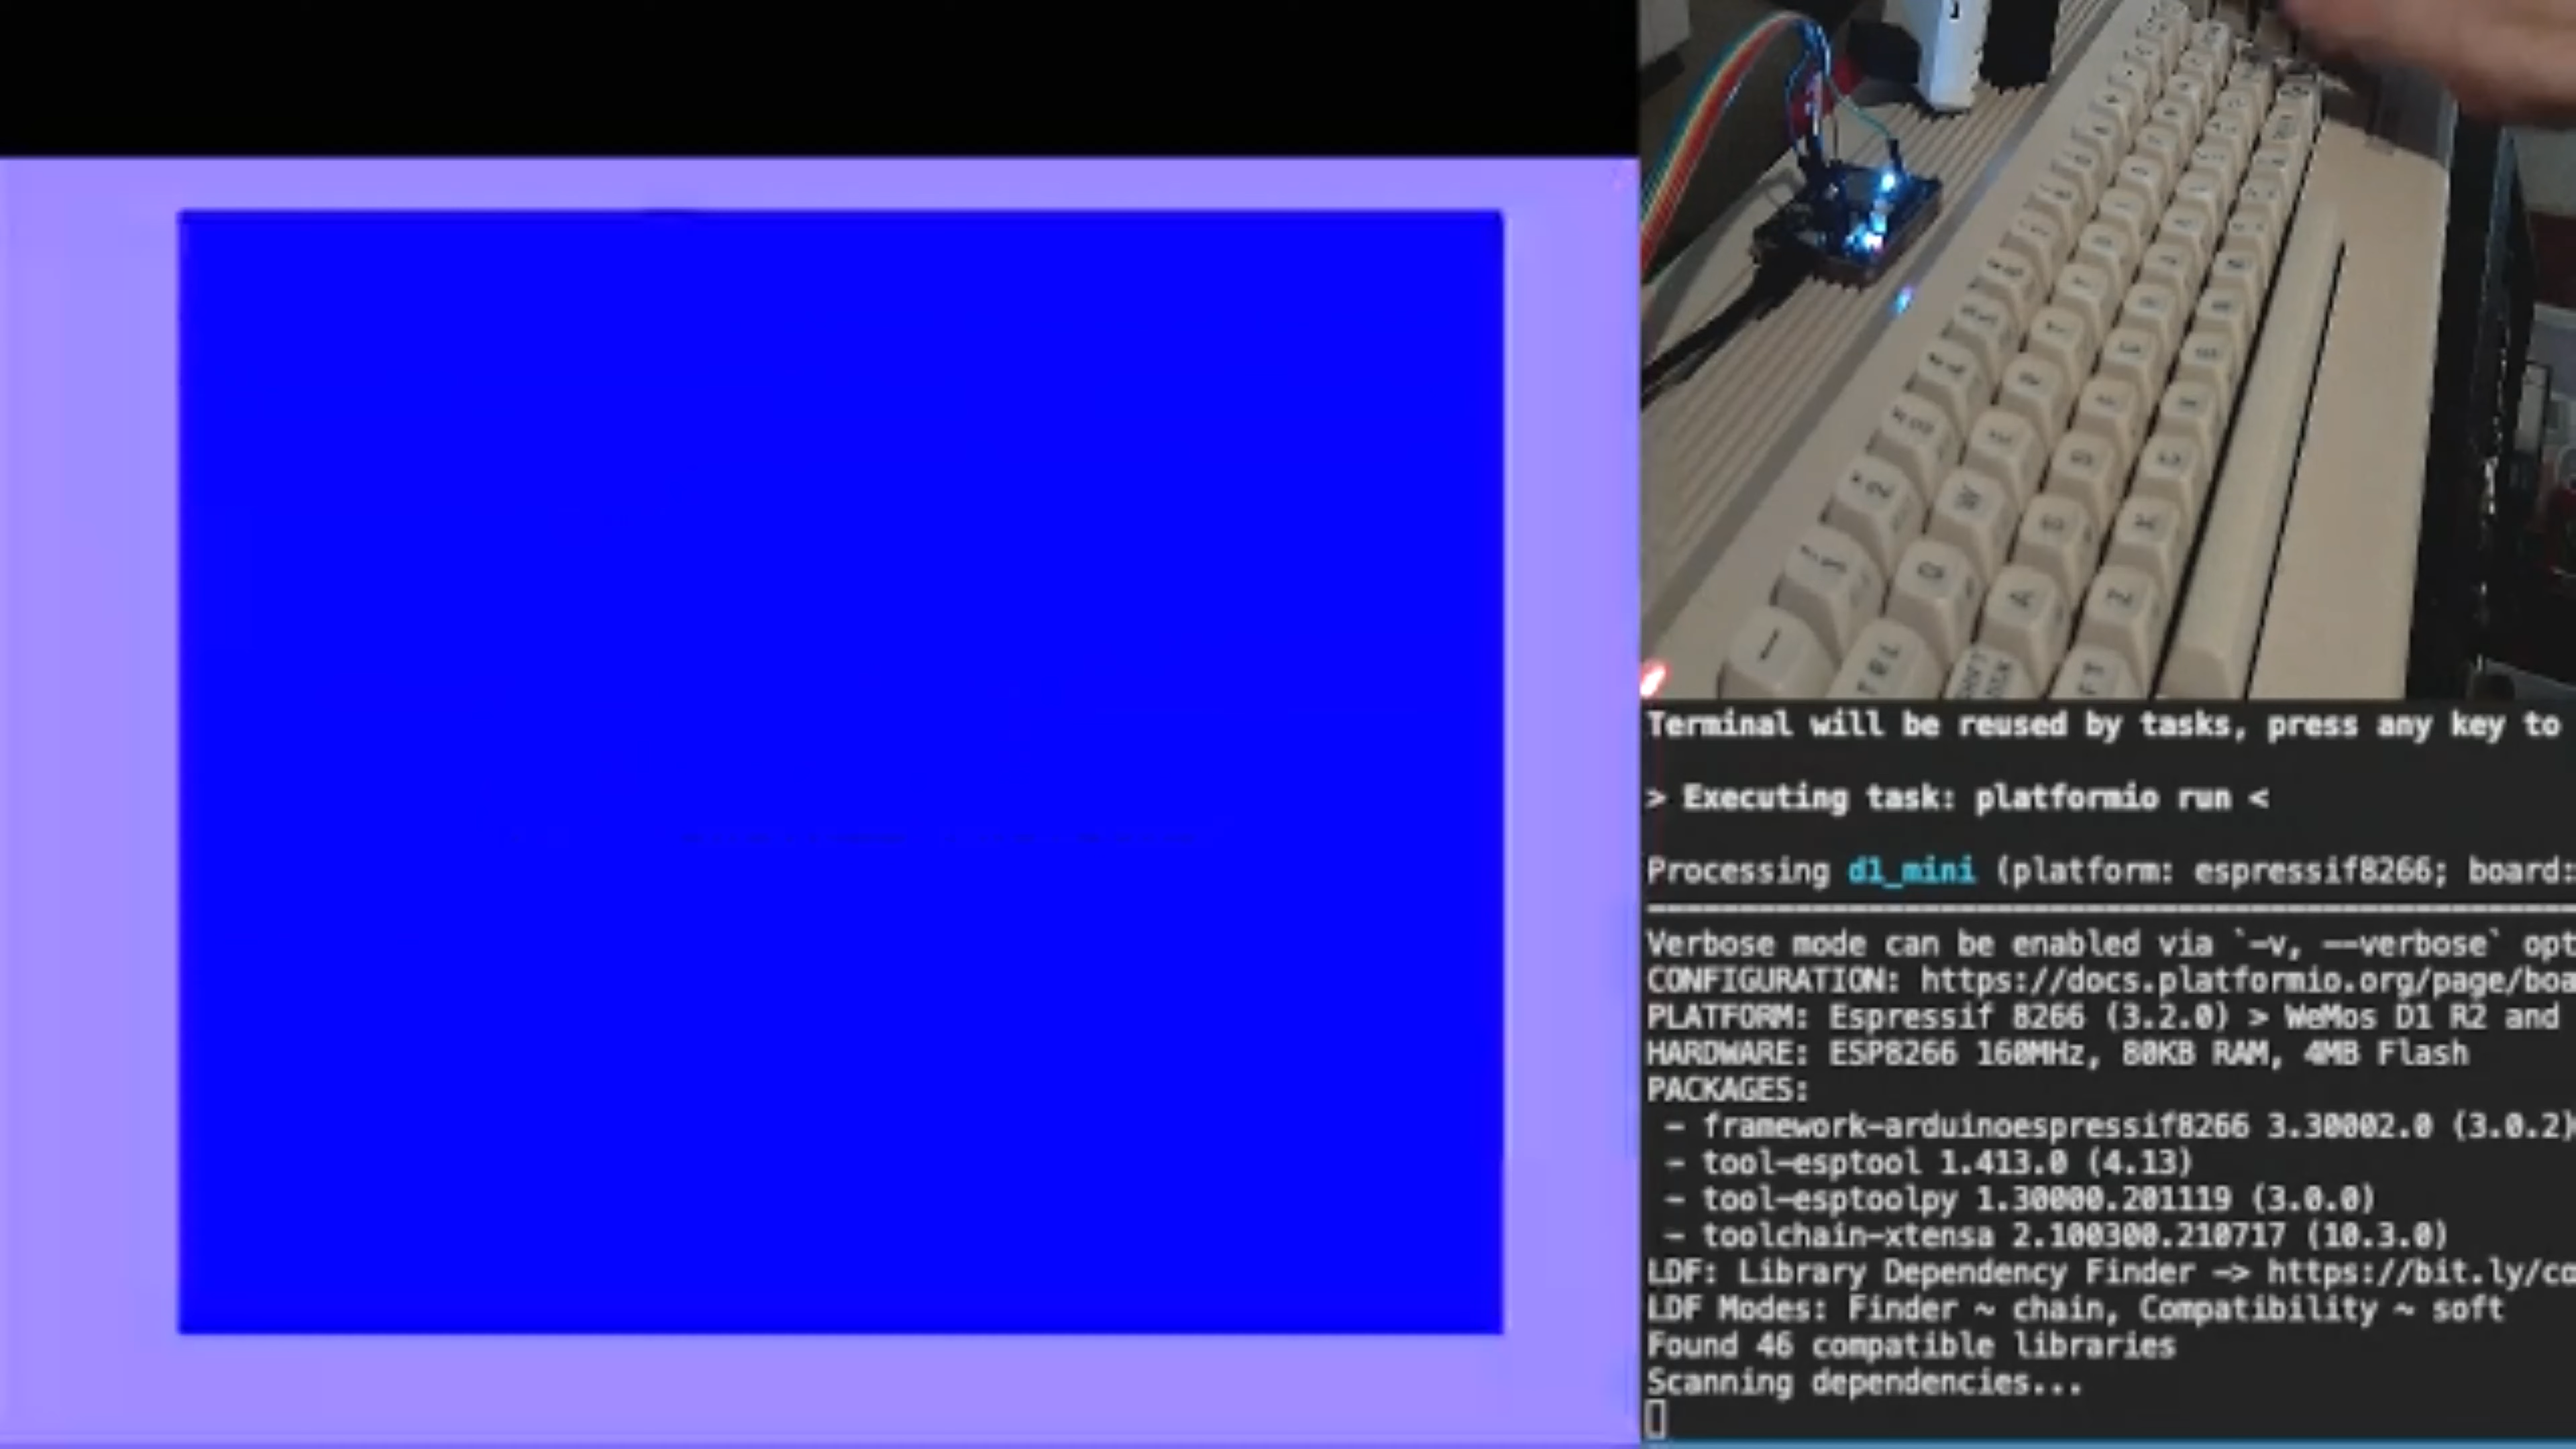 Terminal will be reused by tasks, press any key to
> Executing task: platformio run <
Processing d1_mini (platform: espressif8266; board:
Verbose mode can be enabled via `-v, --verbose` opt
CONFIGURATION: https://docs.platformio.org/page/boa
PLATFORM: Espressif 8266 (3.2.0) > WeMos D1 R2 and
HARDWARE: ESP8266 160MHz, 80KB RAM, 4MB Flash
PACKAGES:
- framework-arduinoespressif8266 3.30002.0 (3.0.2)
- tool-esptool 1.413.0 (4.13)
- tool-esptoolpy 1.30000.201119 (3.0.0)
- toolchain-xtensa 2.100300.210717 (10.3.0)
LDF: Library Dependency Finder -> https://bit.ly/co
LDF Modes: Finder ~ chain, Compatibility ~ soft
Found 46 compatible libraries
Scanning dependencies...